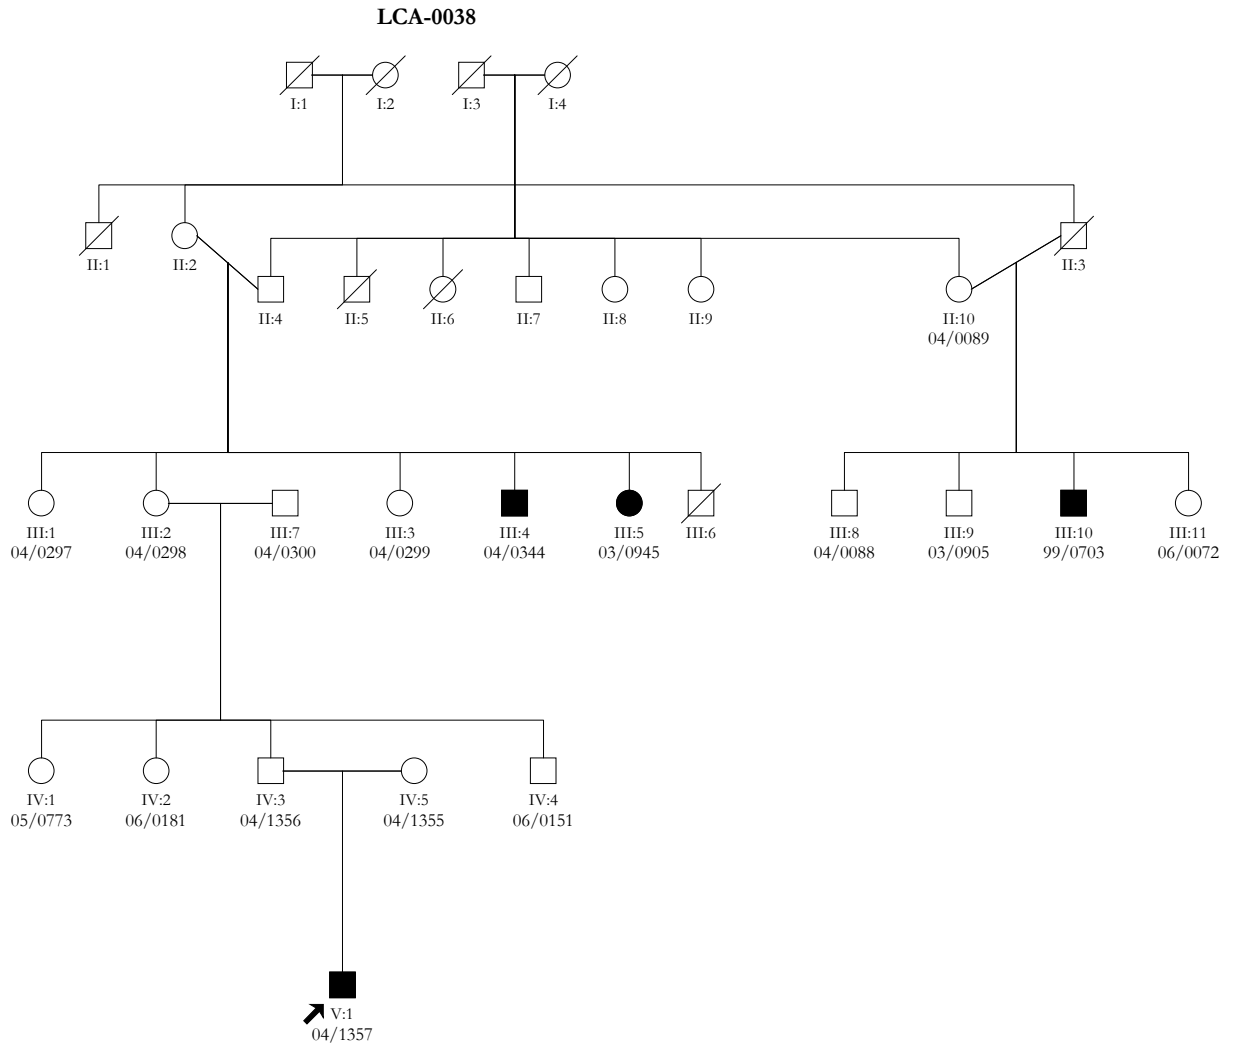 LCA-0038
I:1 I:2 I:3 I:4
II:1 II:2 II:3
II:4 II:5 II:6 II:7 II:8 II:9 II:10
04/0089
III:1 III:2 III:7 III:3 III:4 III:5 III:6 III:8 III:9 III:10 III:11
04/0297 04/0298 04/0300 04/0299 04/0344 03/0945 04/0088 03/0905 99/0703 06/0072
IV:1 IV:2 IV:3 IV:5 IV:4
05/0773 06/0181 04/1356 04/1355 06/0151
V:1
04/1357